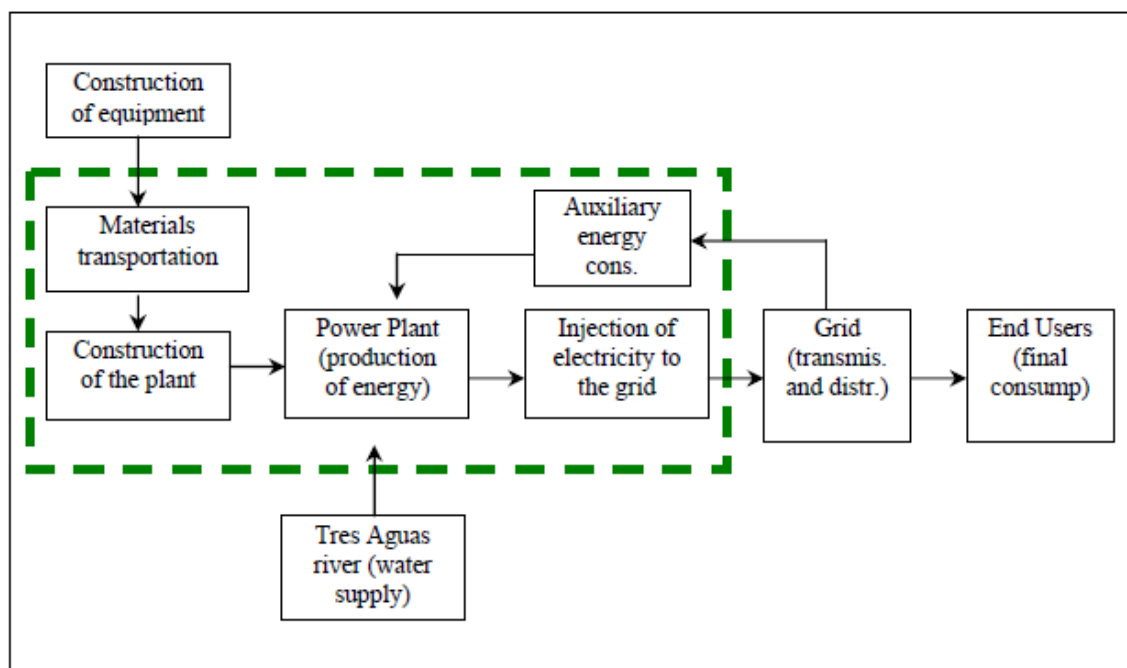 Construction
of equipment
Materials
transportation
Auxiliary
energy
cons.
Construction
of the plant
Power Plant
(production
of energy)
Injection of
electricity to
the grid
Grid
(transmis.
and distr.)
End Users
(final
consump)
Tres Aguas
river (water
supply)